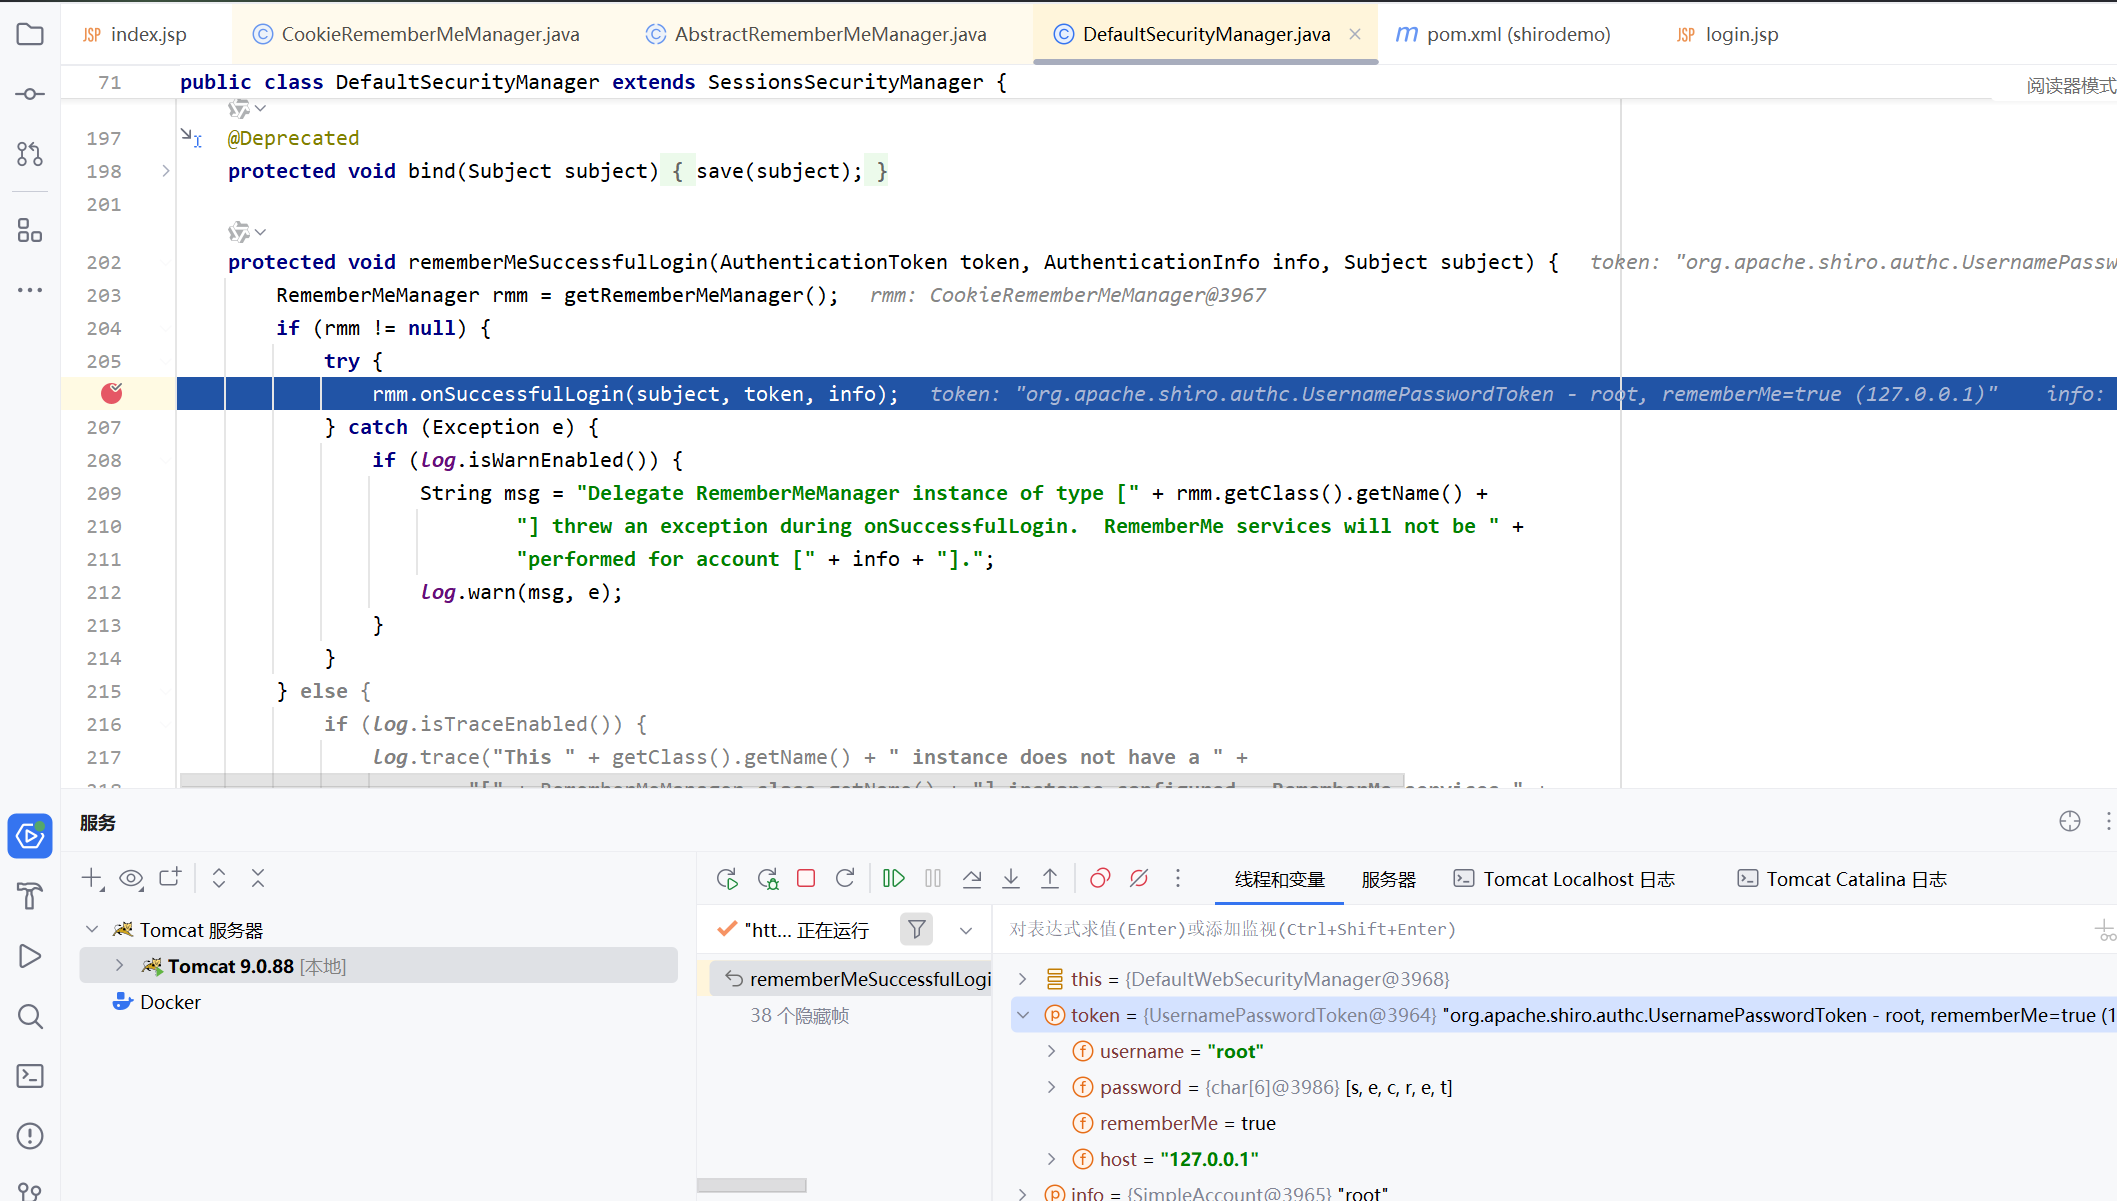 index.jsp CookieRememberMeManager.java AbstractRememberMeManager.java DefaultSecurityManager.java pom.xml (shirodemo) login.jsp
71 public class DefaultSecurityManager extends SessionsSecurityManager {
阅读器模式
197 @Deprecated
198 protected void bind(Subject subject) { save(subject); }
201
202 protected void rememberMeSuccessfulLogin(AuthenticationToken token, AuthenticationInfo info, Subject subject) { token: "org.apache.shiro.authc.UsernamePassw
203 RememberMeManager rmm = getRememberMeManager(); rmm: CookieRememberMeManager@3967
204 if (rmm != null) {
205 try {
rmm.onSuccessfulLogin(subject, token, info); token: "org.apache.shiro.authc.UsernamePasswordToken - root, rememberMe=true (127.0.0.1)" info:
207 } catch (Exception e) {
208 if (log.isWarnEnabled()) {
209 String msg = "Delegate RememberMeManager instance of type [" + rmm.getClass().getName() +
210 "] threw an exception during onSuccessfulLogin.  RememberMe services will not be " +
211 "performed for account [" + info + "].";
212 log.warn(msg, e);
213 }
214 }
215 } else {
216 if (log.isTraceEnabled()) {
217 log.trace("This " + getClass().getName() + " instance does not have a " +
218 "[" + RememberMeManager.class.getName() + "] instance configured.  RememberMe services " +
服务
线程和变量 服务器 Tomcat Localhost 日志 Tomcat Catalina 日志
Tomcat 服务器
Tomcat 9.0.88 [本地]
Docker
"htt... 正在运行
rememberMeSuccessfulLogi
38 个隐藏帧
对表达式求值(Enter)或添加监视(Ctrl+Shift+Enter)
this = {DefaultWebSecurityManager@3968}
token = {UsernamePasswordToken@3964} "org.apache.shiro.authc.UsernamePasswordToken - root, rememberMe=true (1
username = "root"
password = {char[6]@3986} [s, e, c, r, e, t]
rememberMe = true
host = "127.0.0.1"
info = {SimpleAccount@3965} "root"